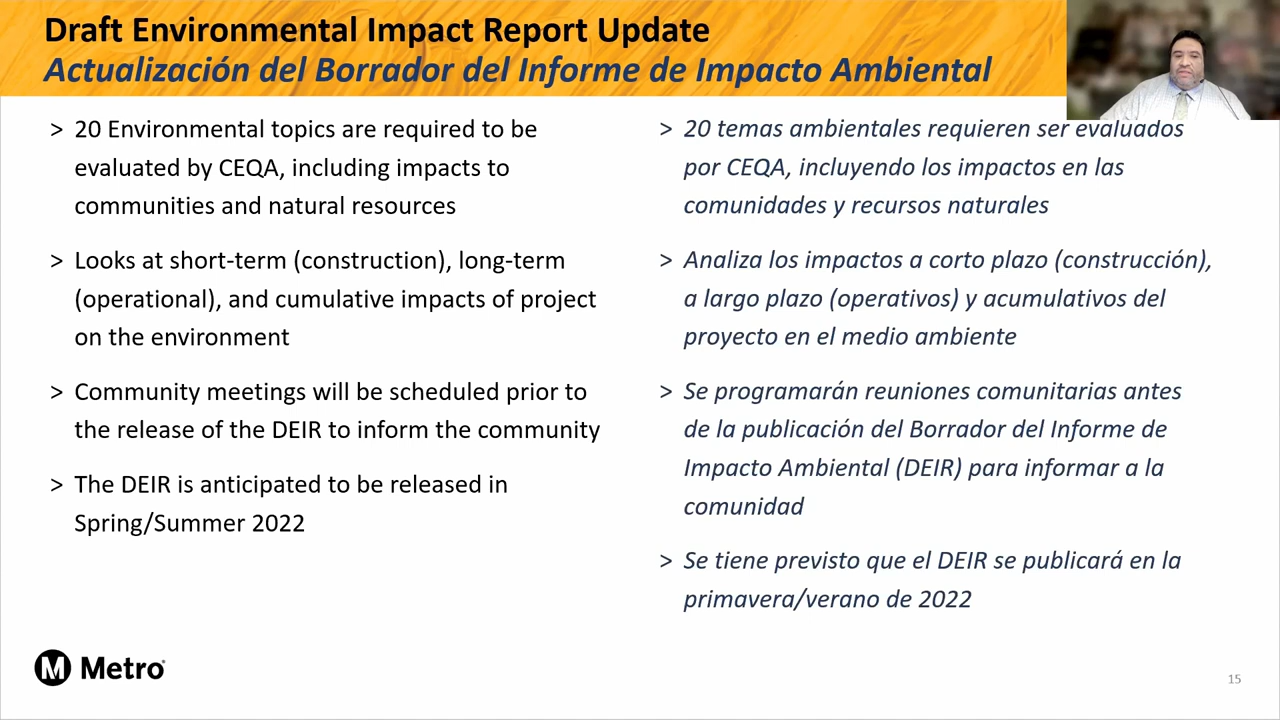 Draft Environmental Impact Report Update
Actualización del Borrador del Informe de Impacto Ambiental
> 20 Environmental topics are required to be
evaluated by CEQA, including impacts to
communities and natural resources
> Looks at short-term (construction), long-term
(operational), and cumulative impacts of project
on the environment
> Community meetings will be scheduled prior to
the release of the DEIR to inform the community
> The DEIR is anticipated to be released in
Spring/Summer 2022
> 20 temas ambientales requieren ser evaluados
por CEQA, incluyendo los impactos en las
comunidades y recursos naturales
> Analiza los impactos a corto plazo (construcción),
a largo plazo (operativos) y acumulativos del
proyecto en el medio ambiente
> Se programarán reuniones comunitarias antes
de la publicación del Borrador del Informe de
Impacto Ambiental (DEIR) para informar a la
comunidad
> Se tiene previsto que el DEIR se publicará en la
primavera/verano de 2022
M Metro
15